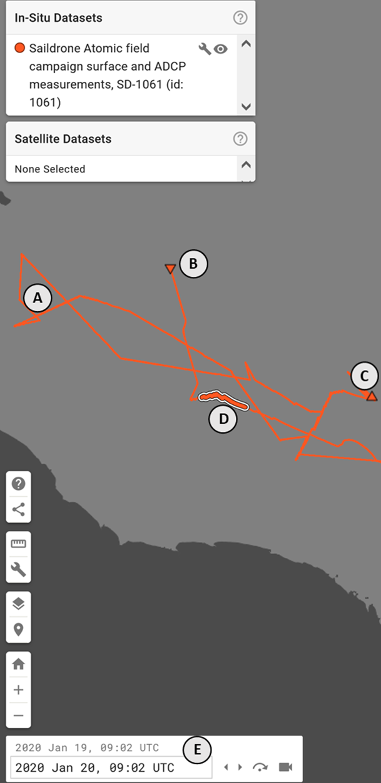 In-Situ Datasets
Saildrone Atomic field
campaign surface and ADCP
measurements, SD-1061 (id:
1061)
Satellite Datasets
None Selected
B
A
C
D
E
2020 Jan 19, 09:02 UTC
2020 Jan 20, 09:02 UTC